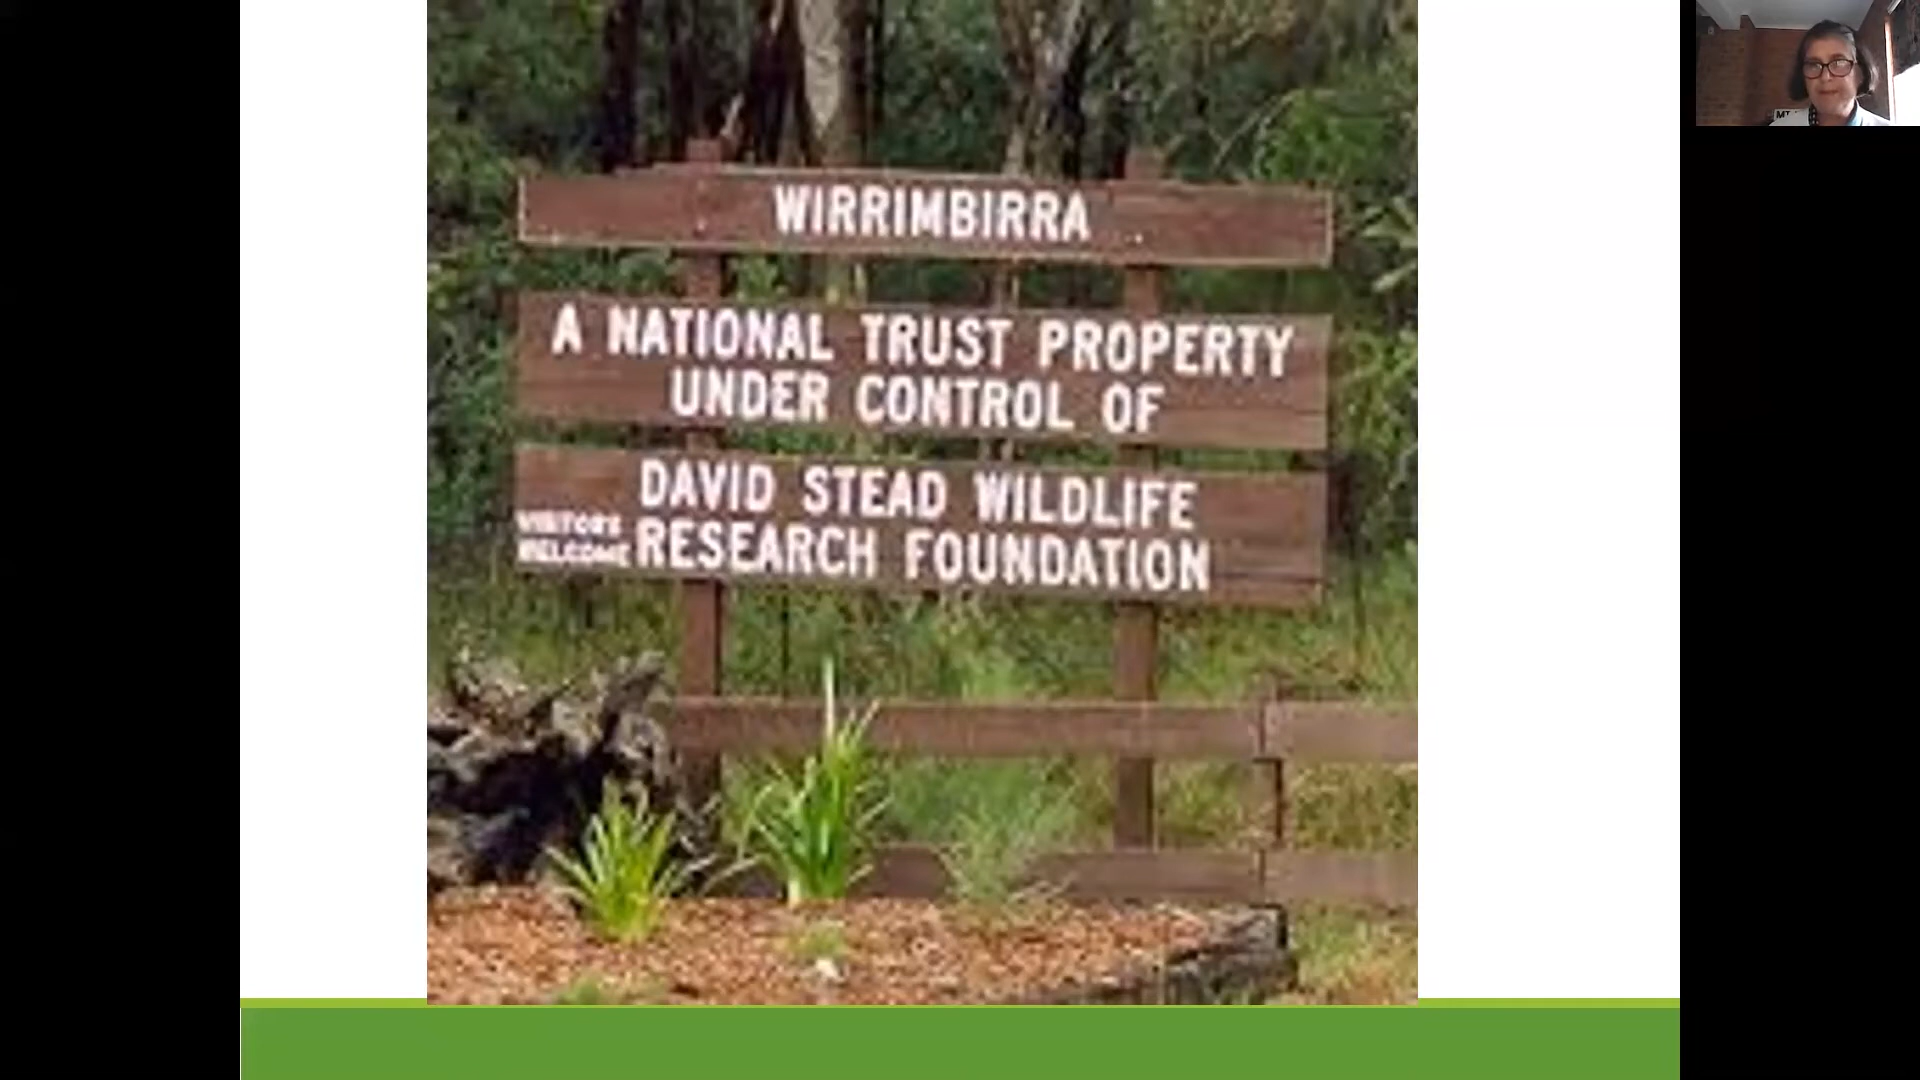 WIRRIMBIRRA
A NATIONAL TRUST PROPERTY
UNDER CONTROL OF
DAVID STEAD WILDLIFE
RESEARCH FOUNDATION
VISITORS
WELCOME